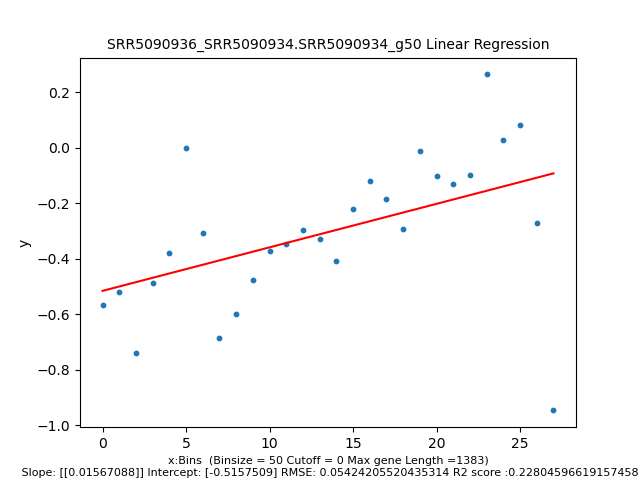 SRR5090936_SRR5090934.SRR5090934_g50 Linear Regression
0.2
0.0
−0.2
−0.4
−0.6
−0.8
−1.0
y
0 5 10 15 20 25
x:Bins (Binsize = 50 Cutoff = 0 Max gene Length =1383)
Slope: [[0.01567088]] Intercept: [-0.5157509] RMSE: 0.05424205520435314 R2 score :0.22804596619157458